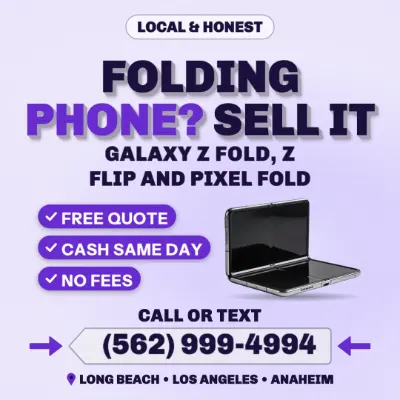 LOCAL & HONEST
FOLDING
PHONE? SELL IT
GALAXY Z FOLD, Z
FLIP AND PIXEL FOLD
FREE QUOTE
CASH SAME DAY
NO FEES
CALL OR TEXT
(562) 999-4994
LONG BEACH • LOS ANGELES • ANAHEIM